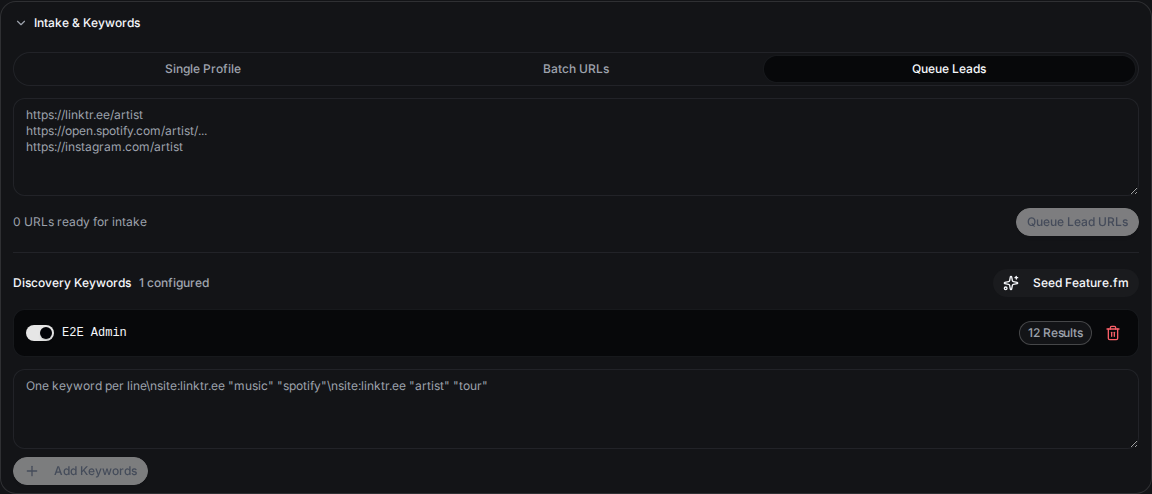 Intake & Keywords
Single Profile
Batch URLs
Queue Leads
https://linktr.ee/artist
https://open.spotify.com/artist/...
https://instagram.com/artist
0 URLs ready for intake
Queue Lead URLs
Discovery Keywords 1 configured
Seed Feature.fm
E2E Admin
12 Results
One keyword per line\nsite:linktr.ee "music" "spotify"\nsite:linktr.ee "artist" "tour"
Add Keywords